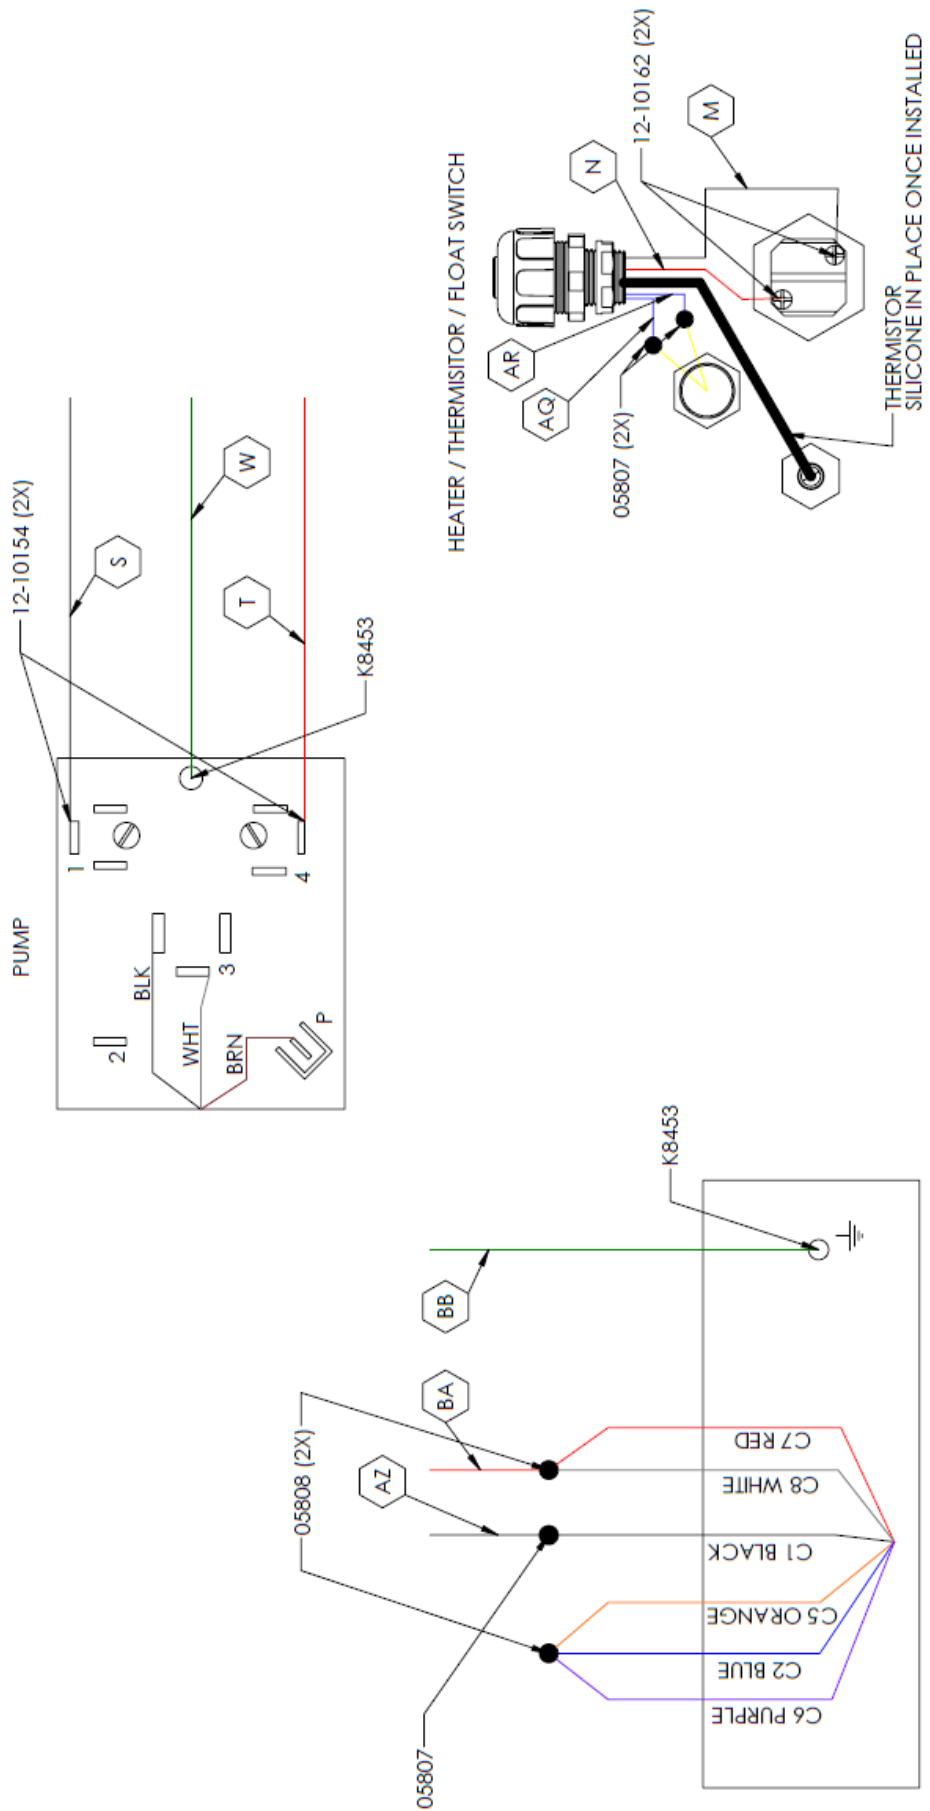 PUMP
12-10154 (2X)
S
W
T
K8453
1
2
3
4
BLK
WHT
BRN
P
HEATER / THERMISITOR / FLOAT SWITCH
12-10162 (2X)
N
M
AR
AQ
05807 (2X)
THERMISTOR
SILICONE IN PLACE ONCE INSTALLED
05808 (2X)
05807
AZ
BA
BB
K8453
C6 PURPLE
C2 BLUE
C5 ORANGE
C1 BLACK
C8 WHITE
C7 RED